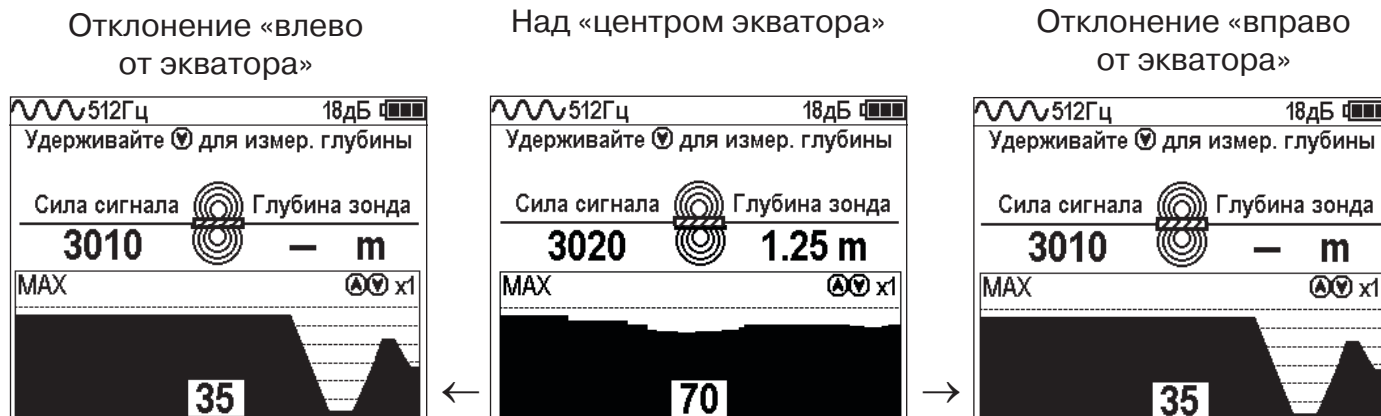 Отклонение «влево
от экватора»
512Гц 18дБ
Удерживайте для измер. глубины
Сила сигнала Глубина зонда
3010 – m
MAX x1
35
←
Над «центром экватора»
512Гц 18дБ
Удерживайте для измер. глубины
Сила сигнала Глубина зонда
3020 1.25 m
MAX x1
70
→
Отклонение «вправо
от экватора»
512Гц 18дБ
Удерживайте для измер. глубины
Сила сигнала Глубина зонда
3010 – m
MAX x1
35